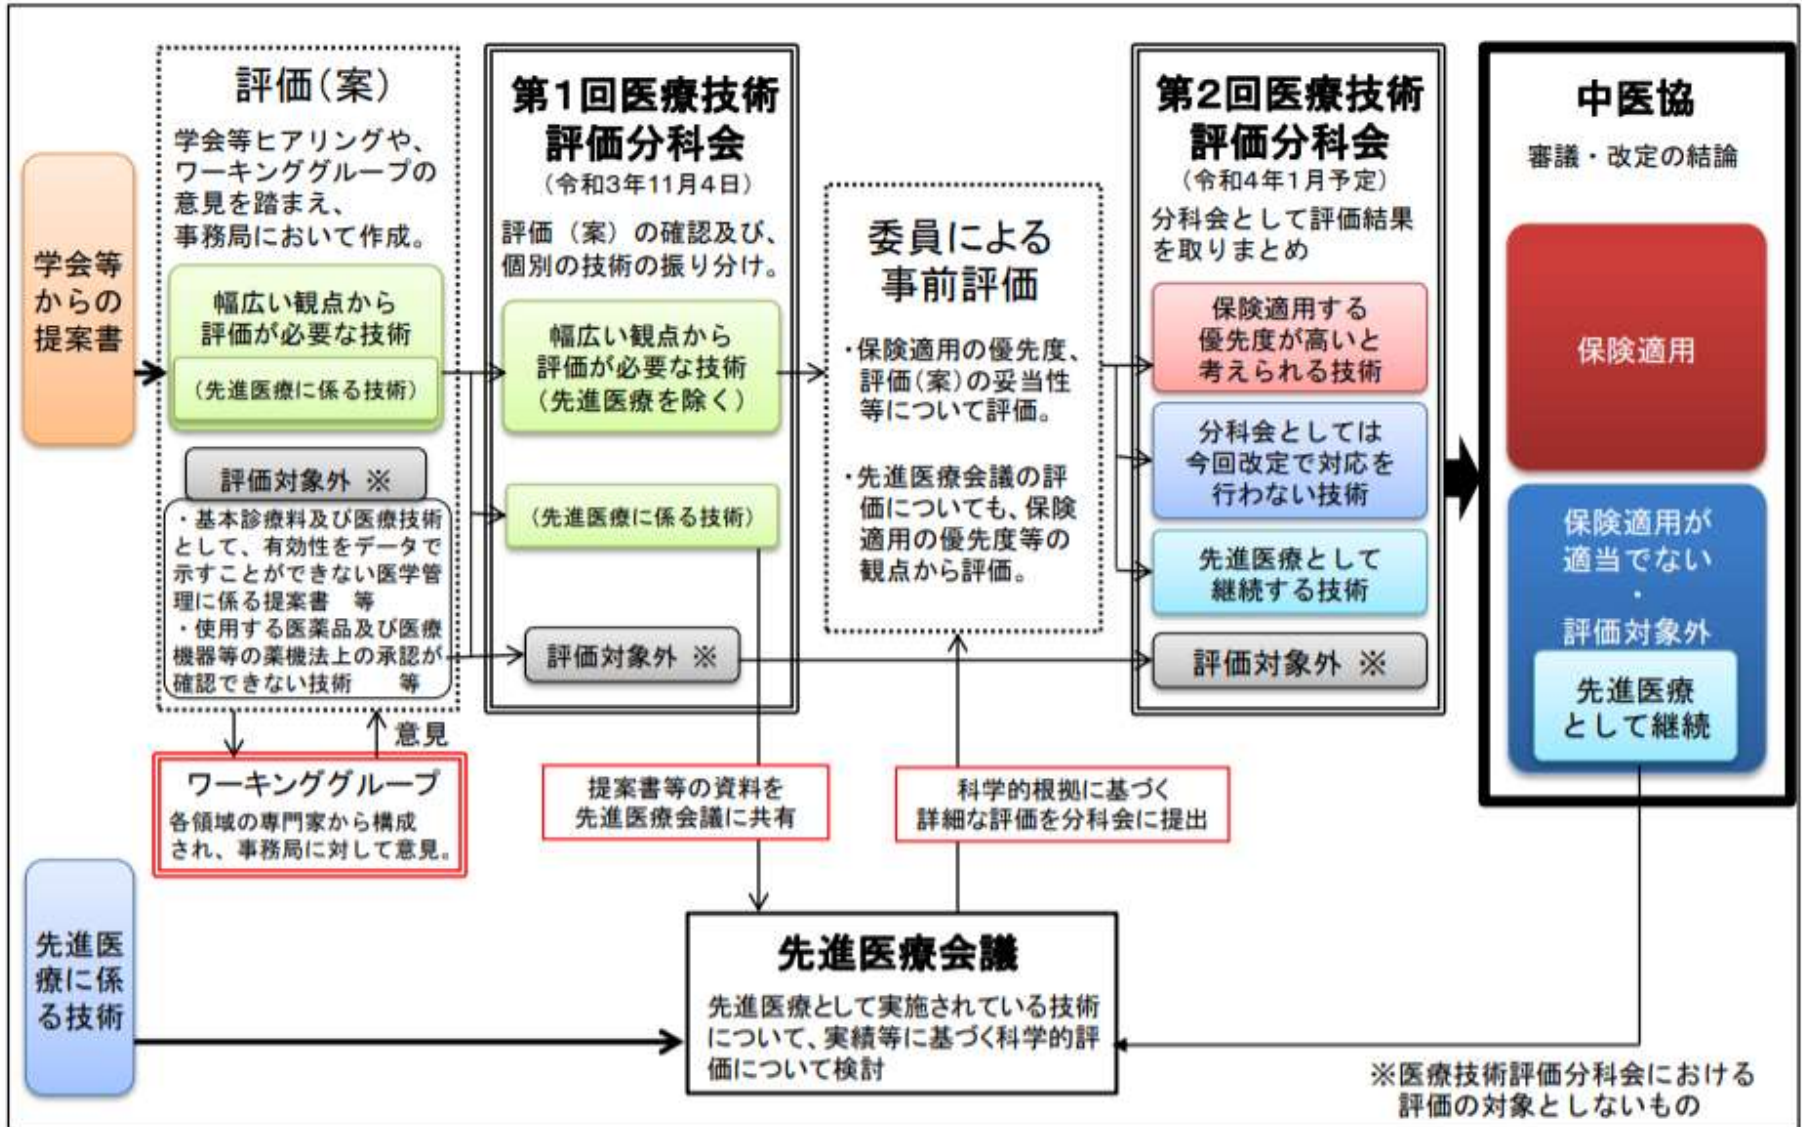 学会等
からの
提案書
評価(案)
学会等ヒアリングや、
ワーキンググループの
意見を踏まえ、
事務局において作成。
幅広い観点から
評価が必要な技術
(先進医療に係る技術)
評価対象外 ※
・基本診療料及び医療技術
として、有効性をデータで
示すことができない医学管
理に係る提案書 等
・使用する医薬品及び医療
機器等の薬機法上の承認が
確認できない技術 等
意見
ワーキンググループ
各領域の専門家から構成
され、事務局に対して意見。
第1回医療技術
評価分科会
(令和3年11月4日)
評価(案)の確認及び、
個別の技術の振り分け。
幅広い観点から
評価が必要な技術
(先進医療を除く)
(先進医療に係る技術)
評価対象外 ※
提案書等の資料を
先進医療会議に共有
委員による
事前評価
・保険適用の優先度、
評価(案)の妥当性
等について評価。
・先進医療会議の評
価についても、保険
適用の優先度等の
観点から評価。
科学的根拠に基づく
詳細な評価を分科会に提出
第2回医療技術
評価分科会
(令和4年1月予定)
分科会として評価結果
を取りまとめ
保険適用する
優先度が高いと
考えられる技術
分科会としては
今回改定で対応を
行わない技術
先進医療として
継続する技術
評価対象外 ※
中医協
審議・改定の結論
保険適用
保険適用が
適当でない
・
評価対象外
先進医療
として継続
先進医
療に係
る技術
先進医療会議
先進医療として実施されている技術
について、実績等に基づく科学的評
価について検討
※医療技術評価分科会における
評価の対象としないもの